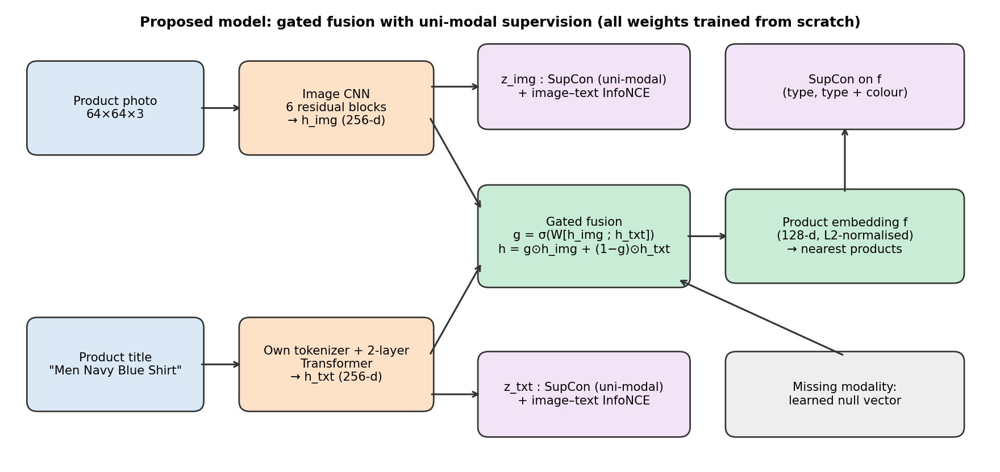 Proposed model: gated fusion with uni-modal supervision (all weights trained from scratch)
Product photo
64×64×3
Image CNN
6 residual blocks
→ h_img (256-d)
z_img : SupCon (uni-modal)
+ image–text InfoNCE
SupCon on f
(type, type + colour)
Gated fusion
g = σ(W[h_img ; h_txt])
h = g⊙h_img + (1−g)⊙h_txt
Product embedding f
(128-d, L2-normalised)
→ nearest products
Product title
"Men Navy Blue Shirt"
Own tokenizer + 2-layer
Transformer
→ h_txt (256-d)
z_txt : SupCon (uni-modal)
+ image–text InfoNCE
Missing modality:
learned null vector